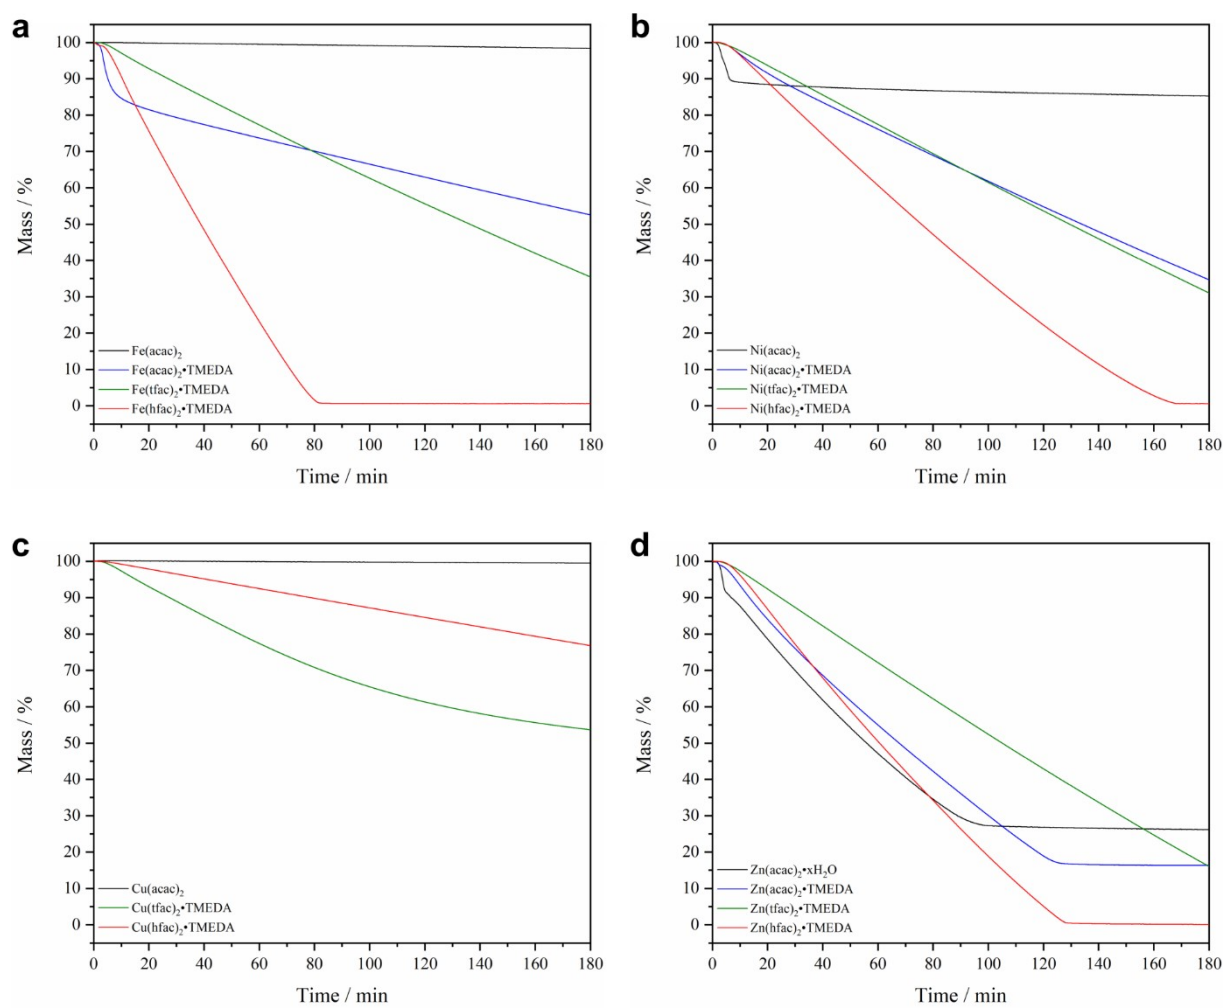 a
Mass / %
100
90
80
70
60
50
40
30
20
10
0
Fe(acac)₂
Fe(acac)₂•TMEDA
Fe(tfac)₂•TMEDA
Fe(hfac)₂•TMEDA
0 20 40 60 80 100 120 140 160 180
Time / min
b
Mass / %
100
90
80
70
60
50
40
30
20
10
0
Ni(acac)₂
Ni(acac)₂•TMEDA
Ni(tfac)₂•TMEDA
Ni(hfac)₂•TMEDA
0 20 40 60 80 100 120 140 160 180
Time / min
c
Mass / %
100
90
80
70
60
50
40
30
20
10
0
Cu(acac)₂
Cu(tfac)₂•TMEDA
Cu(hfac)₂•TMEDA
0 20 40 60 80 100 120 140 160 180
Time / min
d
Mass / %
100
90
80
70
60
50
40
30
20
10
0
Zn(acac)₂•xH₂O
Zn(acac)₂•TMEDA
Zn(tfac)₂•TMEDA
Zn(hfac)₂•TMEDA
0 20 40 60 80 100 120 140 160 180
Time / min